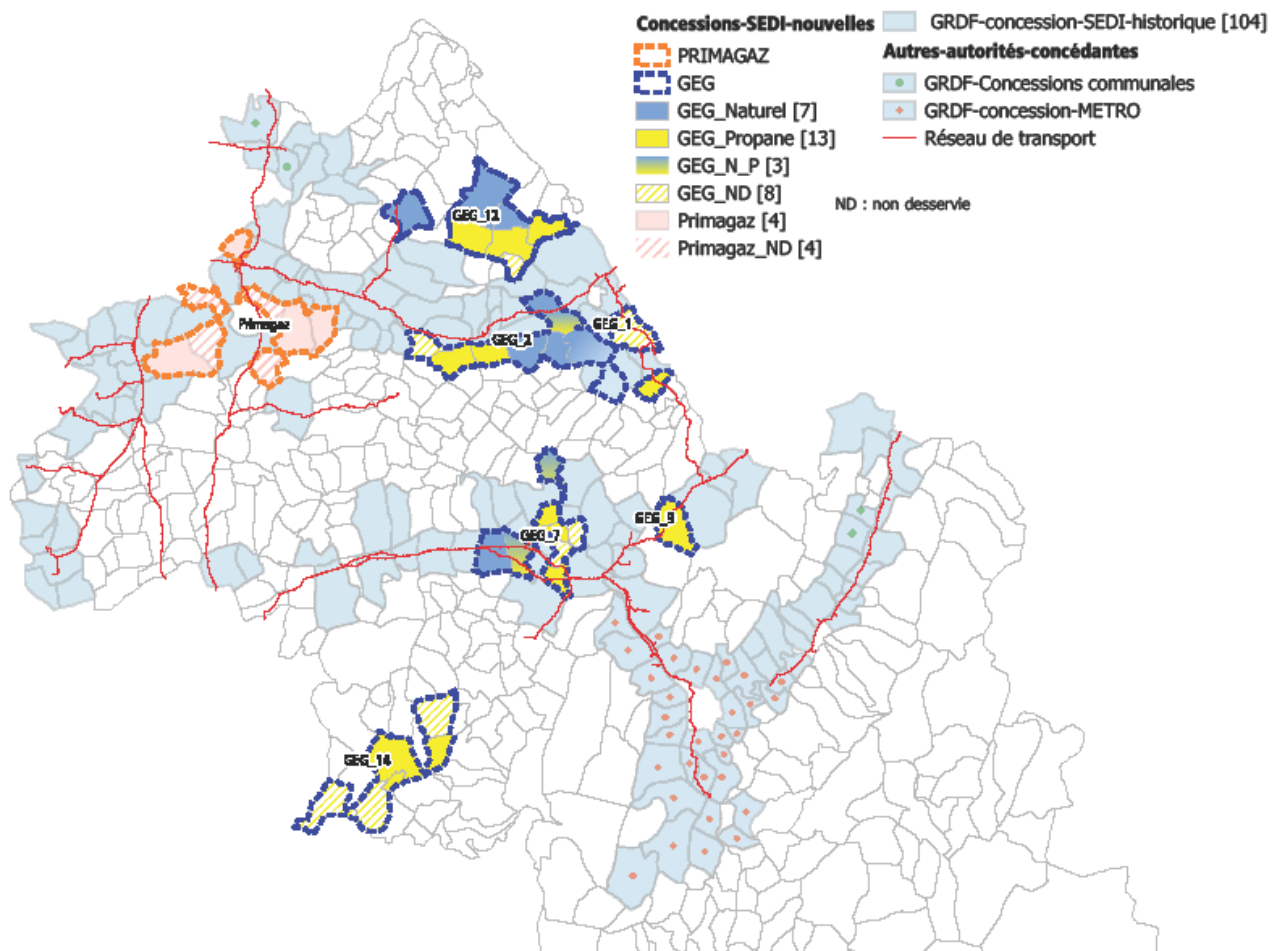 Concessions-SEDI-nouvelles
PRIMAGAZ
GEG
GEG_Naturel [7]
GEG_Propane [13]
GEG_N_P [3]
GEG_ND [8]
Primagaz [4]
Primagaz_ND [4]
GRDF-concession-SEDI-historique [104]
Autres-autorités-concédantes
GRDF-Concessions communales
GRDF-concession-METRO
Réseau de transport
ND : non desservie
GEG_12
Primagaz
GEG_1
GEG_2
GEG_9
GEG_7
GEG_14